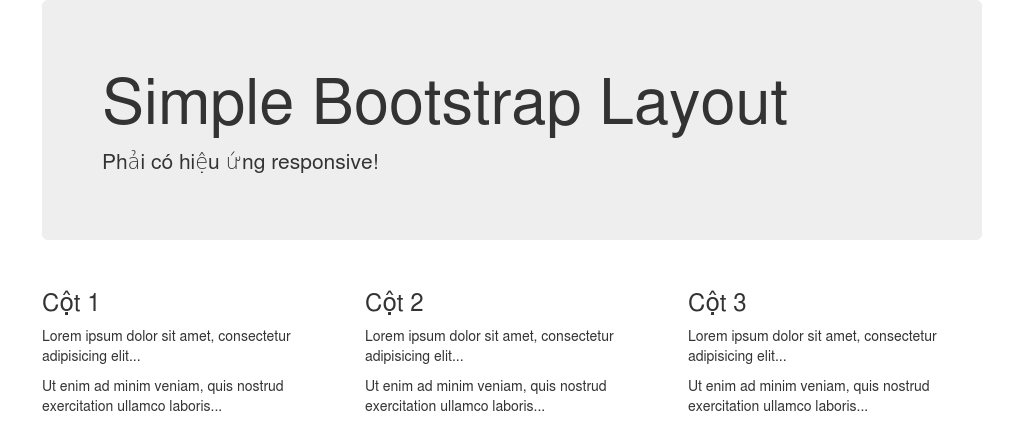 Simple Bootstrap Layout
Phải có hiệu ứng responsive!
Cột 1
Lorem ipsum dolor sit amet, consectetur
adipisicing elit...
Ut enim ad minim veniam, quis nostrud
exercitation ullamco laboris...
Cột 2
Lorem ipsum dolor sit amet, consectetur
adipisicing elit...
Ut enim ad minim veniam, quis nostrud
exercitation ullamco laboris...
Cột 3
Lorem ipsum dolor sit amet, consectetur
adipisicing elit...
Ut enim ad minim veniam, quis nostrud
exercitation ullamco laboris...